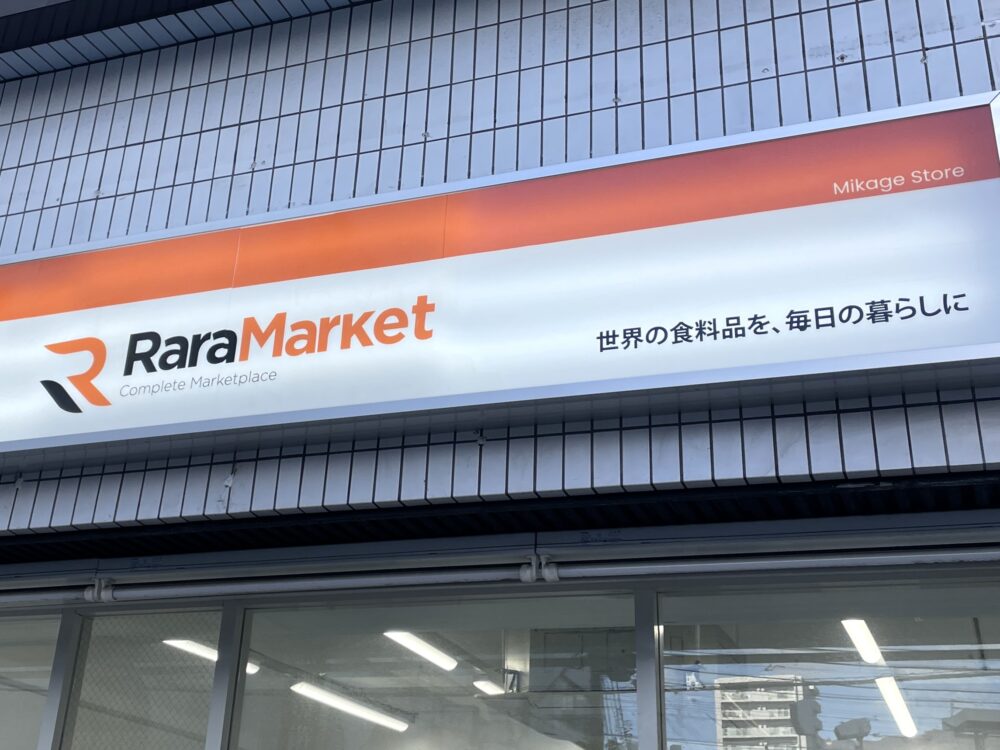 Mikage Store
RaraMarket
Complete Marketplace
世界の食料品を、毎日の暮らしに